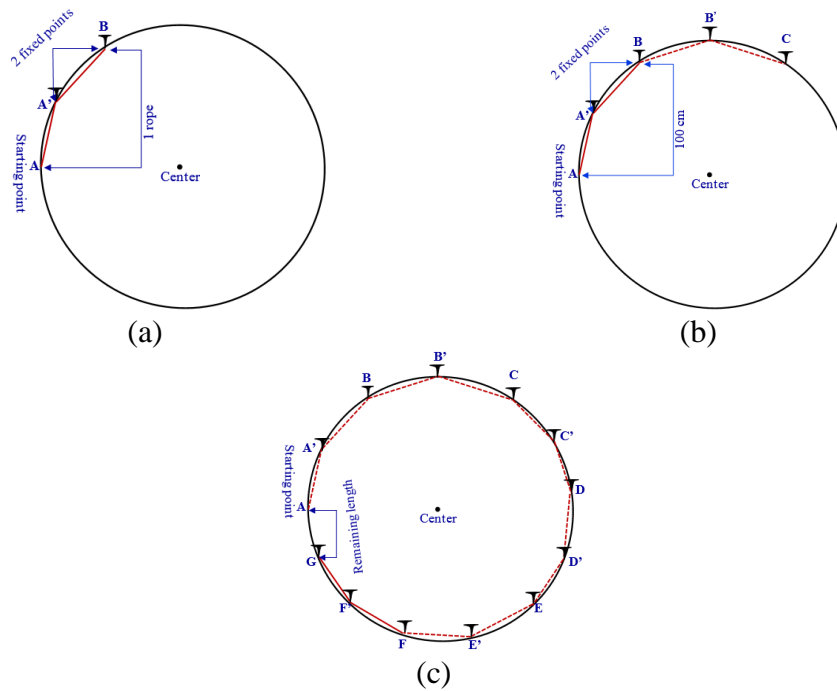 B
2 fixed points
A'
1 rope
A
Starting point
Center
(a)
B'
B
C
2 fixed points
A'
100 cm
A
Starting point
Center
(b)
B'
B
C
A'
C'
Starting point
D
A
Center
Remaining length
G
D'
F'
E
F
E'
(c)